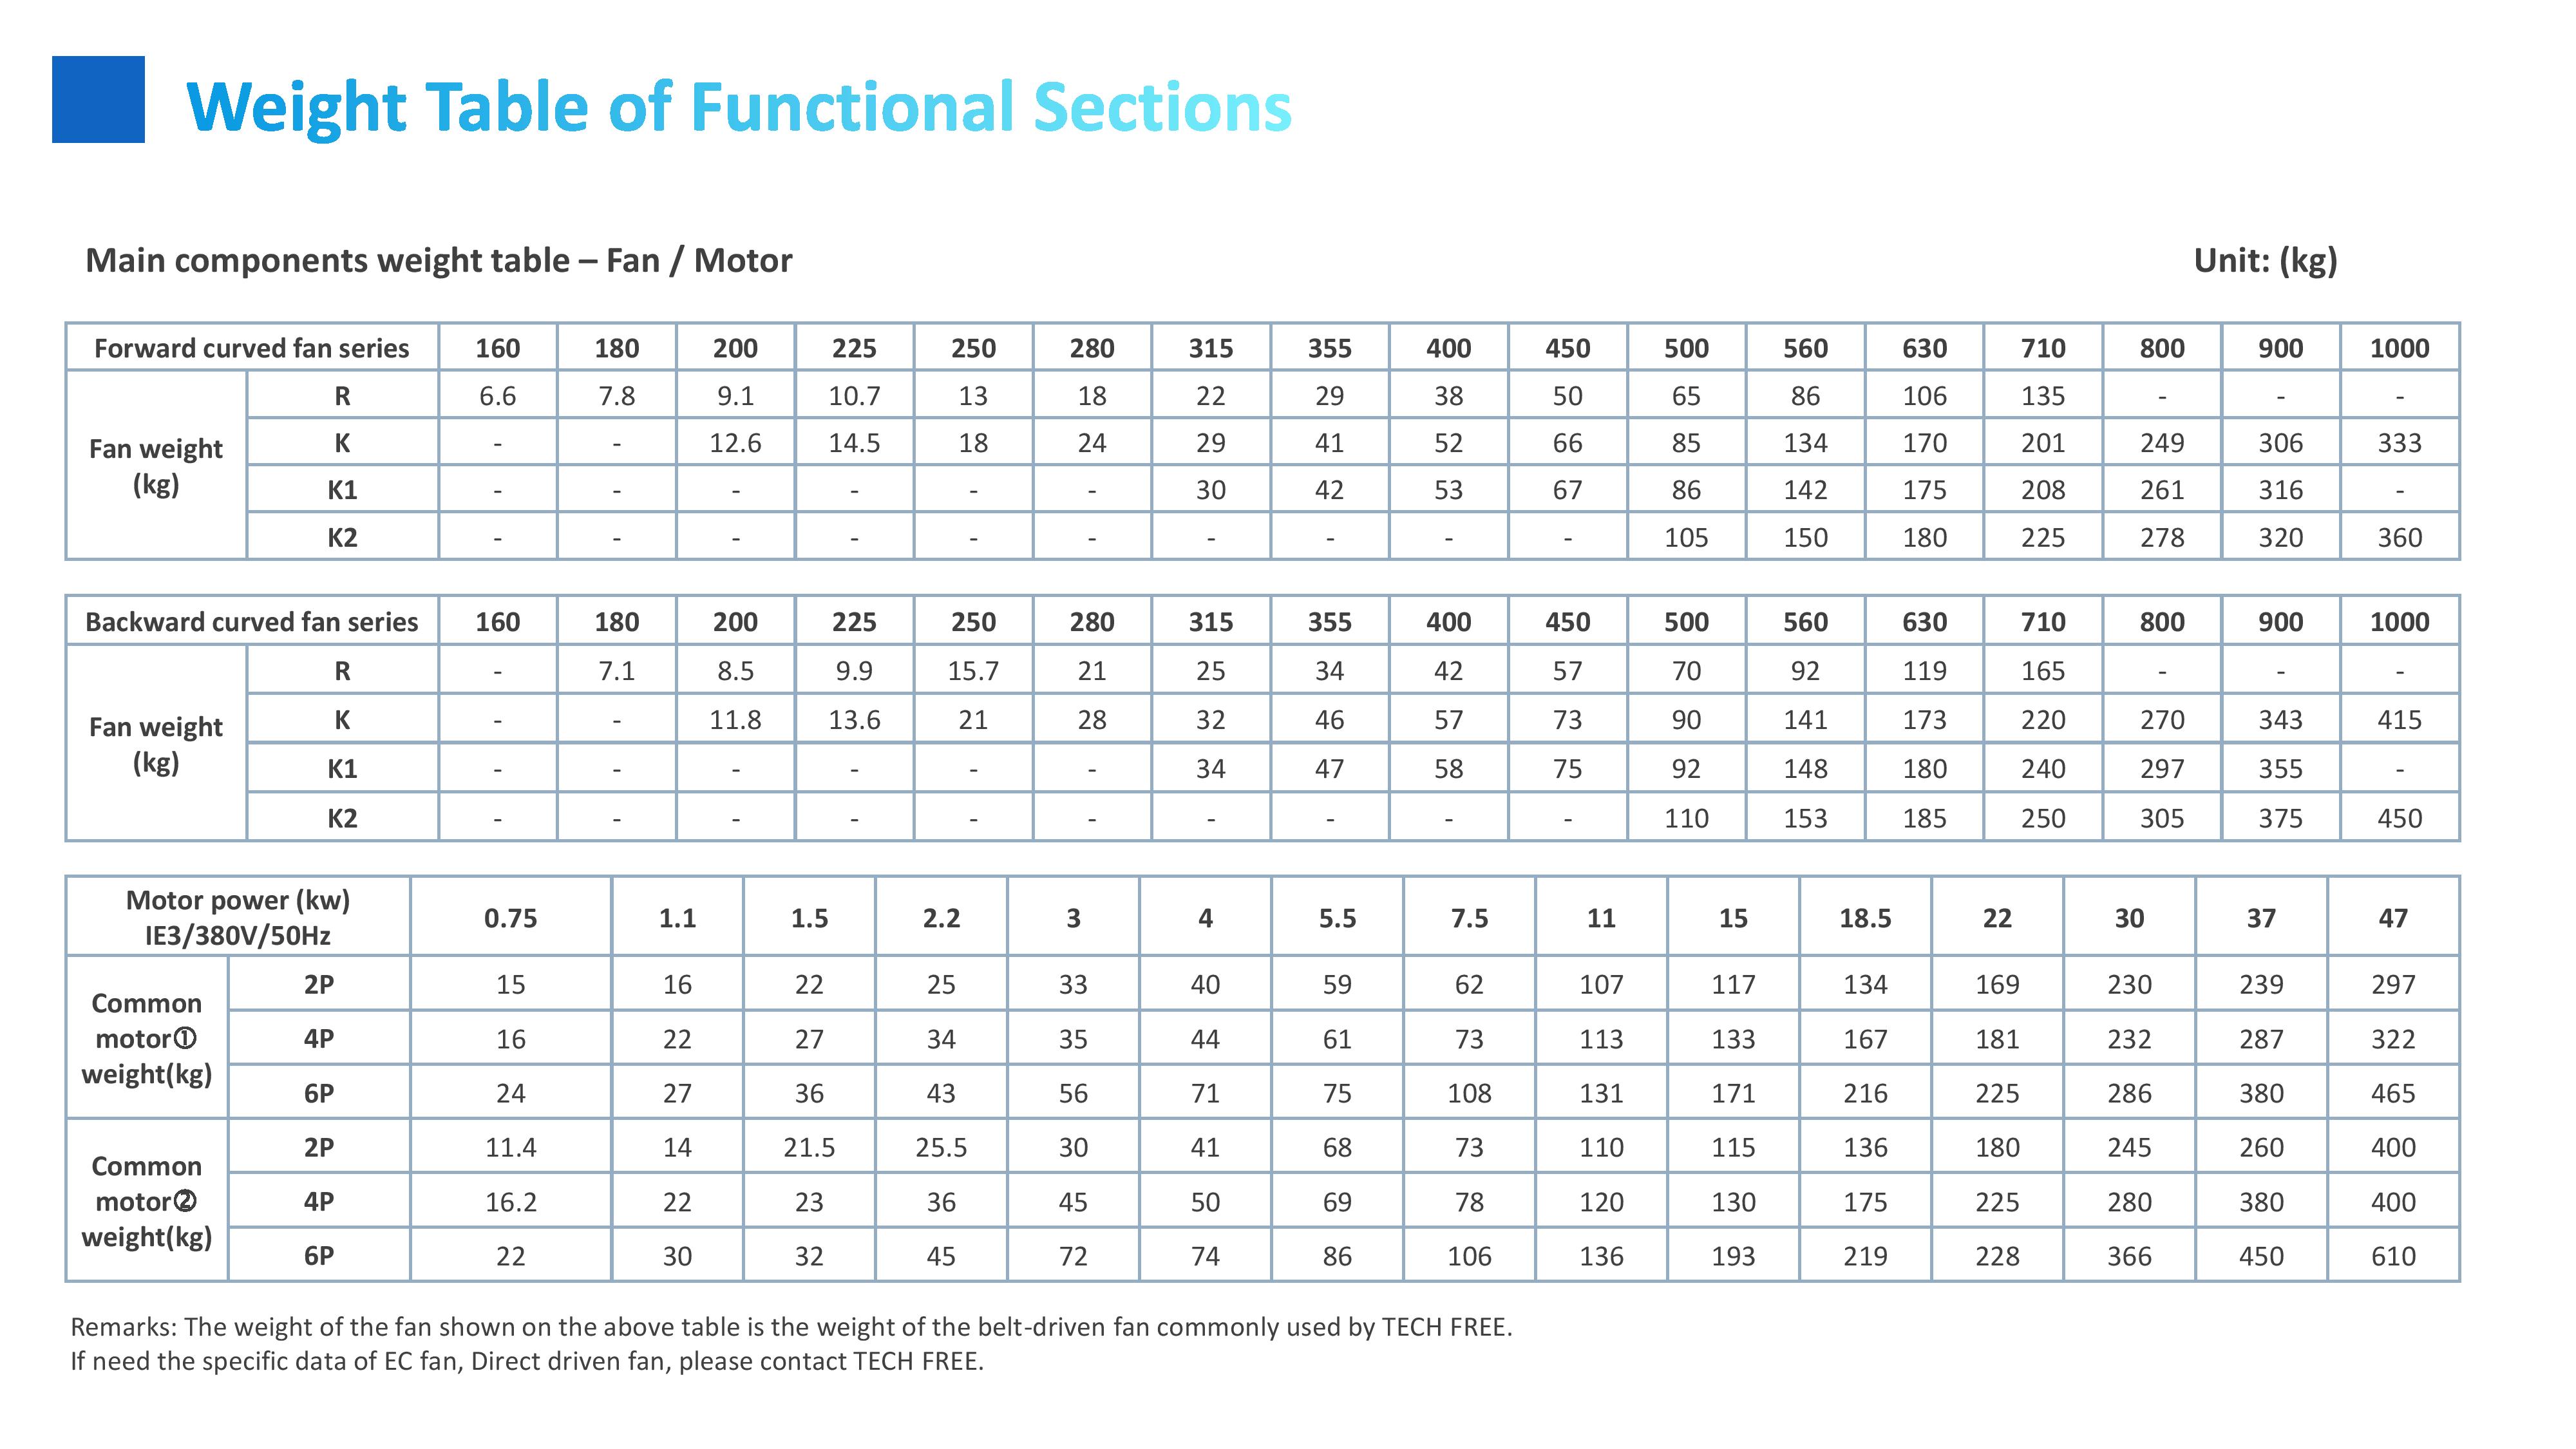 Weight Table of Functional Sections
Main components weight table – Fan / Motor Unit: (kg)
Forward curved fan series 160 180 200 225 250 280 315 355 400 450 500 560 630 710 800 900 1000
Fan weight
(kg)
R 6.6 7.8 9.1 10.7 13 18 22 29 38 50 65 86 106 135 - - -
K - - 12.6 14.5 18 24 29 41 52 66 85 134 170 201 249 306 333
K1 - - - - - - 30 42 53 67 86 142 175 208 261 316 -
K2 - - - - - - - - - - 105 150 180 225 278 320 360
Backward curved fan series 160 180 200 225 250 280 315 355 400 450 500 560 630 710 800 900 1000
Fan weight
(kg)
R - 7.1 8.5 9.9 15.7 21 25 34 42 57 70 92 119 165 - - -
K - - 11.8 13.6 21 28 32 46 57 73 90 141 173 220 270 343 415
K1 - - - - - - 34 47 58 75 92 148 180 240 297 355 -
K2 - - - - - - - - - - 110 153 185 250 305 375 450
Motor power (kw)
IE3/380V/50Hz
0.75 1.1 1.5 2.2 3 4 5.5 7.5 11 15 18.5 22 30 37 47
Common
motor①
weight(kg)
2P 15 16 22 25 33 40 59 62 107 117 134 169 230 239 297
4P 16 22 27 34 35 44 61 73 113 133 167 181 232 287 322
6P 24 27 36 43 56 71 75 108 131 171 216 225 286 380 465
Common
motor②
weight(kg)
2P 11.4 14 21.5 25.5 30 41 68 73 110 115 136 180 245 260 400
4P 16.2 22 23 36 45 50 69 78 120 130 175 225 280 380 400
6P 22 30 32 45 72 74 86 106 136 193 219 228 366 450 610
Remarks: The weight of the fan shown on the above table is the weight of the belt-driven fan commonly used by TECH FREE.
If need the specific data of EC fan, Direct driven fan, please contact TECH FREE.